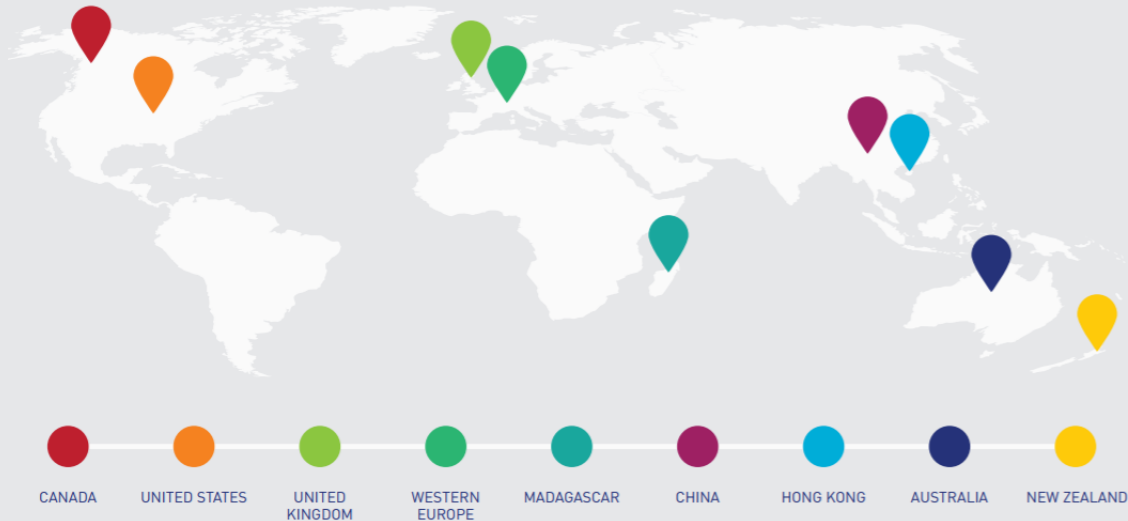 CANADA
UNITED STATES
UNITED
KINGDOM
WESTERN
EUROPE
MADAGASCAR
CHINA
HONG KONG
AUSTRALIA
NEW ZEALAND